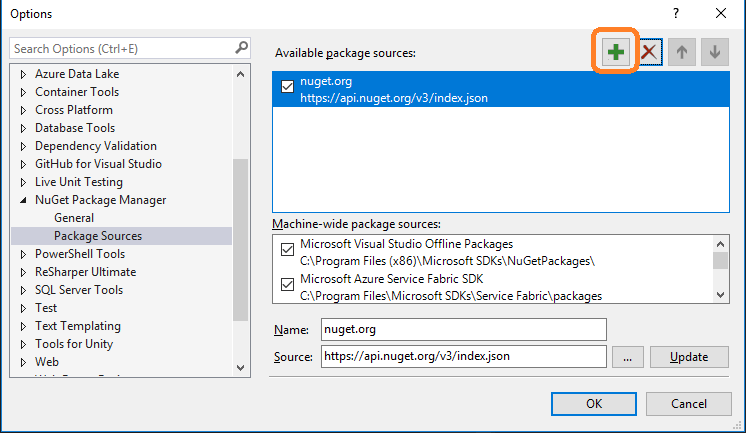 Options
Search Options (Ctrl+E)
Azure Data Lake
Container Tools
Cross Platform
Database Tools
Dependency Validation
GitHub for Visual Studio
Live Unit Testing
NuGet Package Manager
General
Package Sources
PowerShell Tools
ReSharper Ultimate
SQL Server Tools
Test
Text Templating
Tools for Unity
Web
Available package sources:
nuget.org
https://api.nuget.org/v3/index.json
Machine-wide package sources:
Microsoft Visual Studio Offline Packages
C:\Program Files (x86)\Microsoft SDKs\NuGetPackages\
Microsoft Azure Service Fabric SDK
C:\Program Files\Microsoft SDKs\Service Fabric\packages
Name: nuget.org
Source: https://api.nuget.org/v3/index.json ... Update
OK Cancel